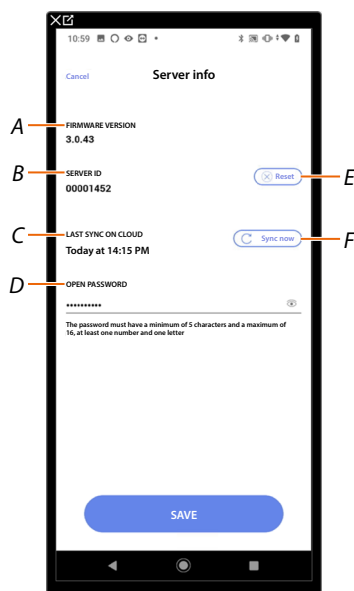 10:59
Cancel
Server info
A
FIRMWARE VERSION
3.0.43
B
SERVER ID
00001452
Reset
E
C
LAST SYNC ON CLOUD
Today at 14:15 PM
Sync now
F
D
OPEN PASSWORD
••••••••••
The password must have a minimum of 5 characters and a maximum of
16, at least one number and one letter
SAVE